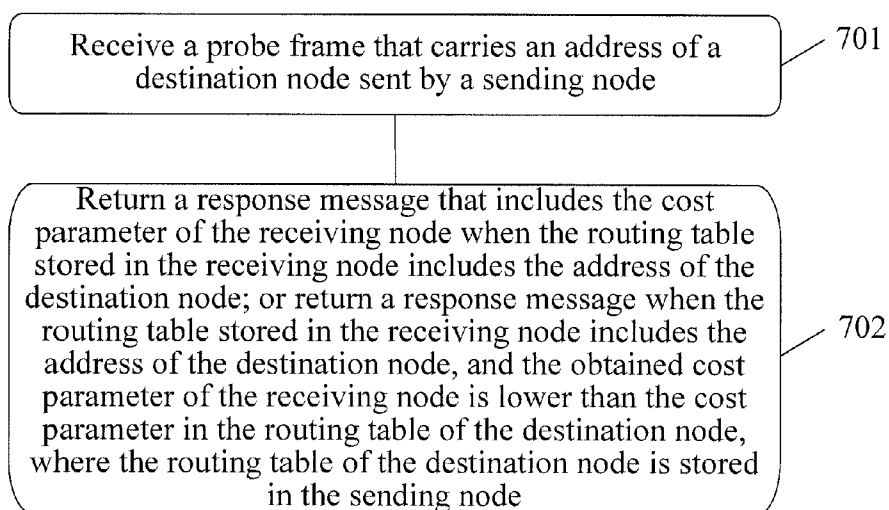 Receive a probe frame that carries an address of a
destination node sent by a sending node
701
Return a response message that includes the cost
parameter of the receiving node when the routing table
stored in the receiving node includes the address of the
destination node; or return a response message when the
routing table stored in the receiving node includes the
address of the destination node, and the obtained cost
parameter of the receiving node is lower than the cost
parameter in the routing table of the destination node,
where the routing table of the destination node is stored
in the sending node
702